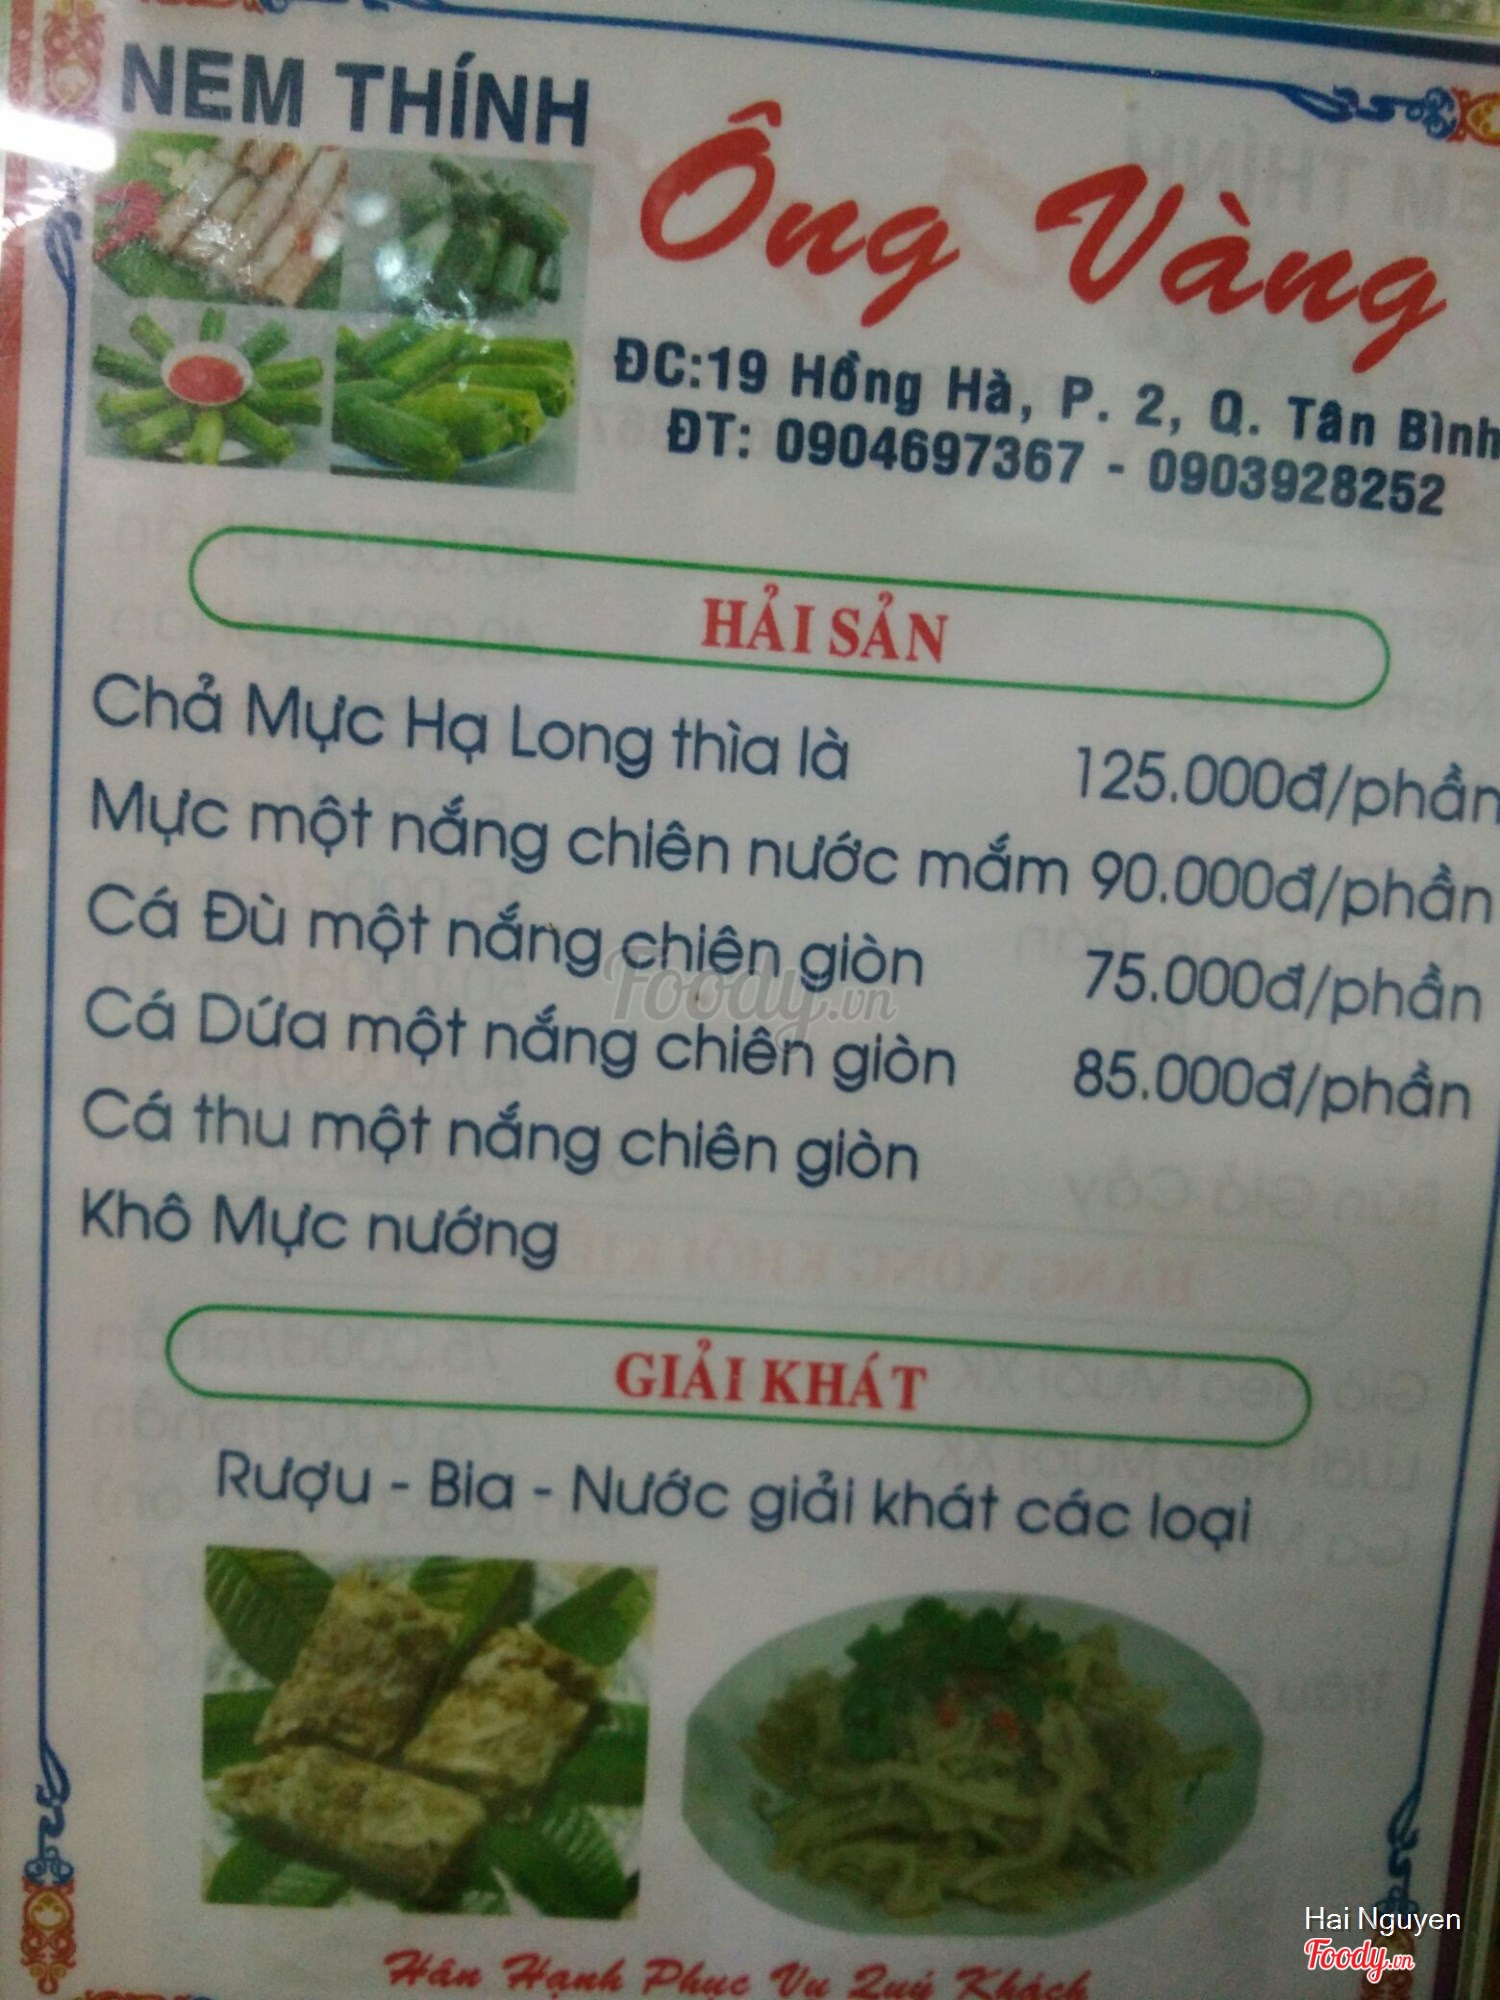 NEM THÍNH
Ông Vàng
ĐC:19 Hồng Hà, P. 2, Q. Tân Bình
ĐT: 0904697367 - 0903928252
HẢI SẢN
Chả Mực Hạ Long thìa là 125.000đ/phần
Mực một nắng chiên nước mắm 90.000đ/phần
Cá Đù một nắng chiên giòn 75.000đ/phần
Cá Dứa một nắng chiên giòn 85.000đ/phần
Cá thu một nắng chiên giòn
Khô Mực nướng
GIẢI KHÁT
Rượu - Bia - Nước giải khát các loại
Hân Hạnh Phục Vụ Quý Khách
Foody.vn
Hai Nguyen
Foody.vn